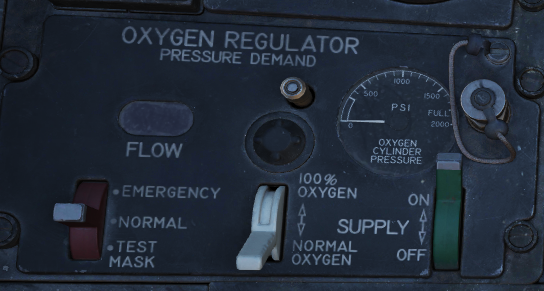 OXYGEN REGULATOR
PRESSURE DEMAND
FLOW
EMERGENCY
NORMAL
TEST
MASK
100%
OXYGEN
NORMAL
OXYGEN
0
500
1000
1500
FULL
2000
PSI
OXYGEN
CYLINDER
PRESSURE
SUPPLY
ON
OFF